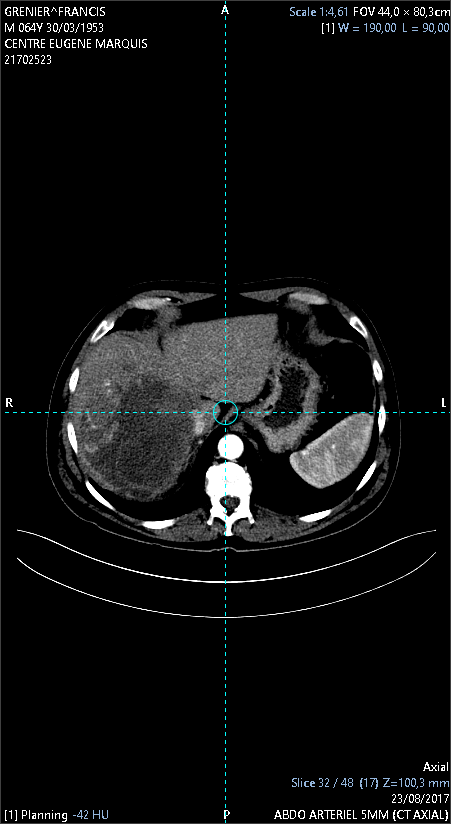 GRENIER^FRANCIS
M 064Y 30/03/1953
CENTRE EUGENE MARQUIS
21702523
A
Scale 1:4,61 FOV 44,0 × 80,3cm
[1] W = 190,00 L = 90,00
R
L
Axial
Slice 32 / 48 (17) Z=100,3 mm
23/08/2017
[1] Planning -42 HU
P
ABDO ARTERIEL 5MM (CT AXIAL)